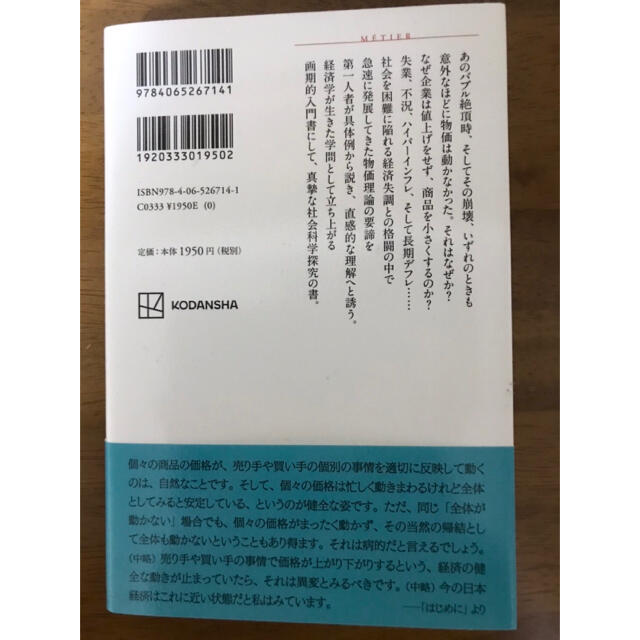 MÉTIER
あのバブル絶頂時、そしてその崩壊、いずれのときも
意外なほどに物価は動かなかった。それはなぜか？
なぜ企業は値上げをせず、商品を小さくするのか？
失業、不況、ハイパーインフレ、そして長期デフレ……
社会を困難に陥れる経済失調との格闘の中で
急速に発展してきた物価理論の要諦を
第一人者が具体例から説き、直感的な理解へと誘う。
経済学が生きた学問として立ち上がる
画期的入門書にして、真摯な社会科学探究の書。
9784065267141
1920333019502
ISBN978-4-06-526714-1
C0333 ¥1950E (0)
定価：本体1950円（税別）
KODANSHA
個々の商品の価格が、売り手や買い手の個別の事情を適切に反映して動く
のは、自然なことです。そして、個々の価格は忙しく動きまわるけれど全体
としてみると安定している、というのが健全な姿です。ただ、同じ「全体が
動かない」場合でも、個々の価格がまったく動かず、その当然の帰結とし
て全体も動かないということもあり得ます。それは病的だと言えるでしょう。
（中略）売り手や買い手の事情で価格が上がり下がりするという、経済の健
全な動きが止まっていたら、それは異変とみるべきです。（中略）今の日本
経済はこれに近い状態だと私はみています。
──「はじめに」より